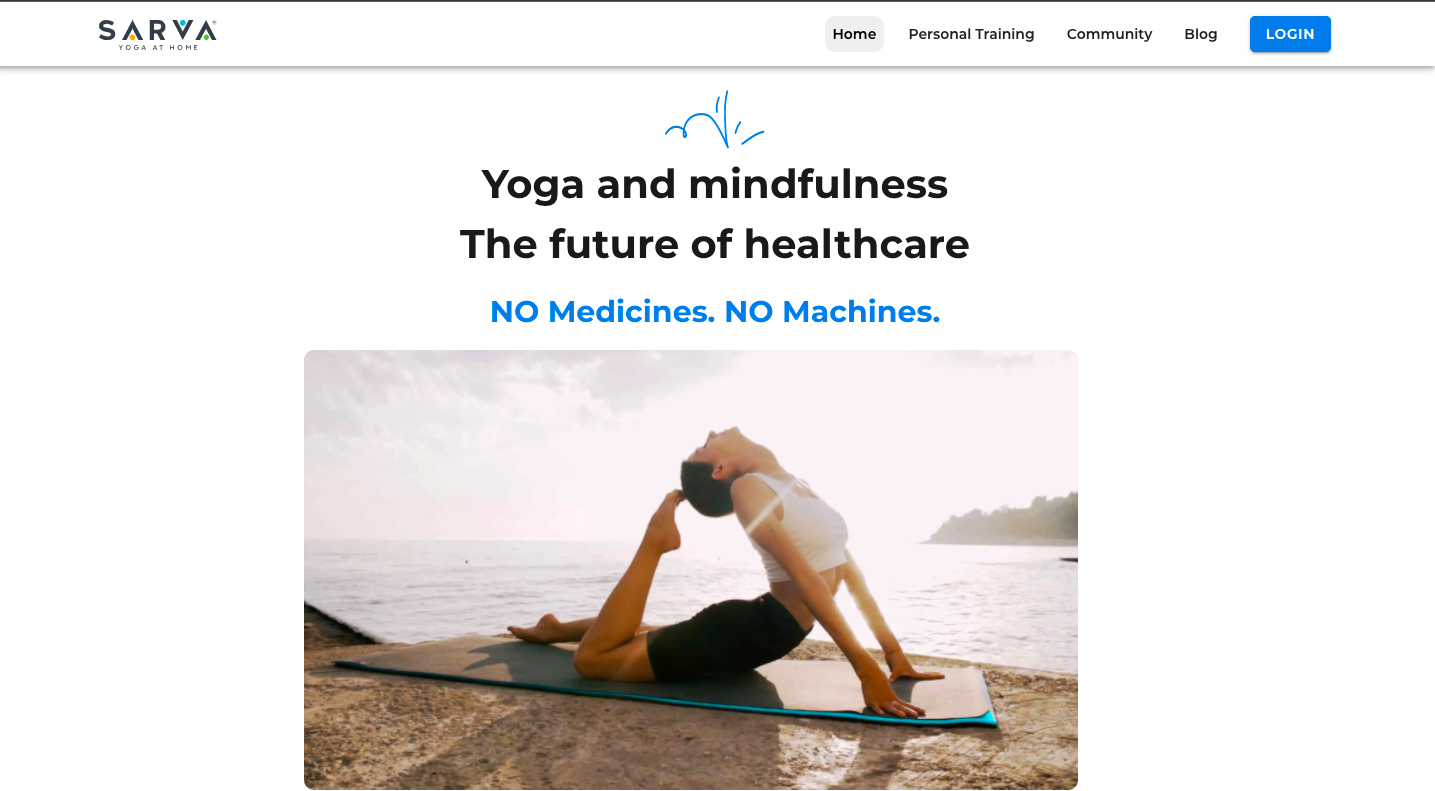 SARVA
YOGA AT HOME
Home
Personal Training
Community
Blog
LOGIN
Yoga and mindfulness
The future of healthcare
NO Medicines. NO Machines.